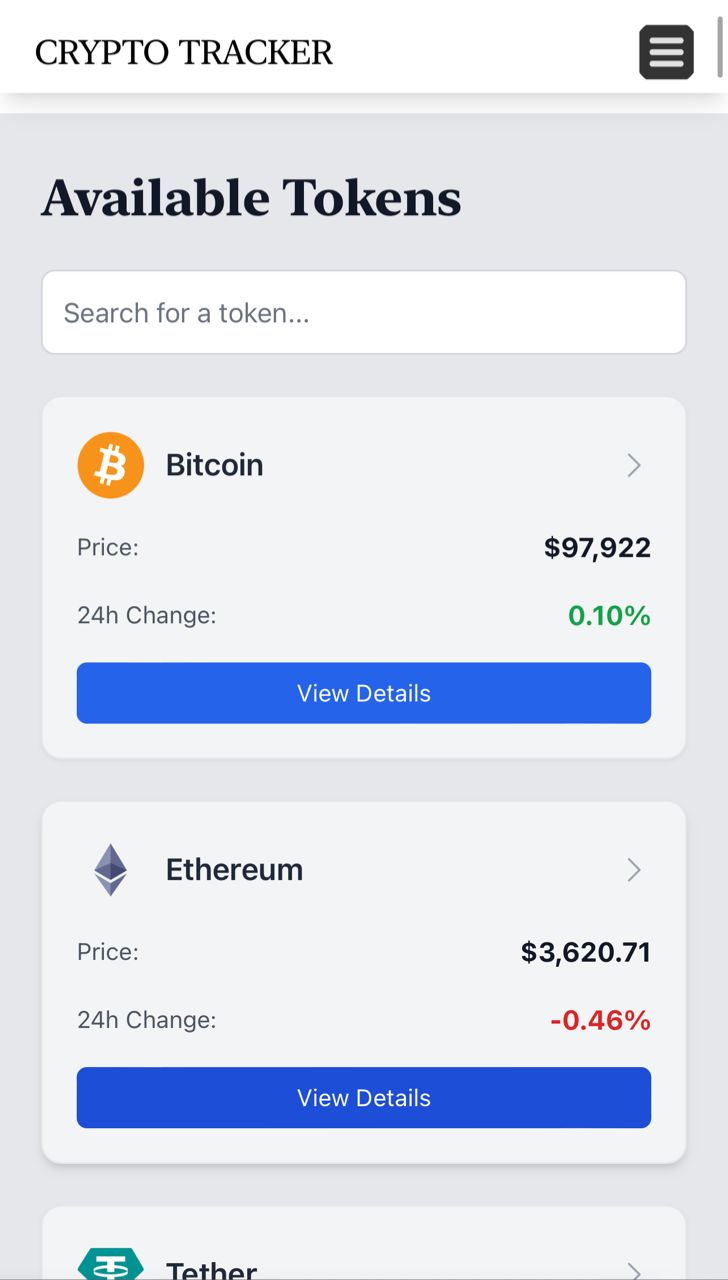 CRYPTO TRACKER
Available Tokens
Search for a token...
Bitcoin
Price: $97,922
24h Change: 0.10%
View Details
Ethereum
Price: $3,620.71
24h Change: -0.46%
View Details
Tether